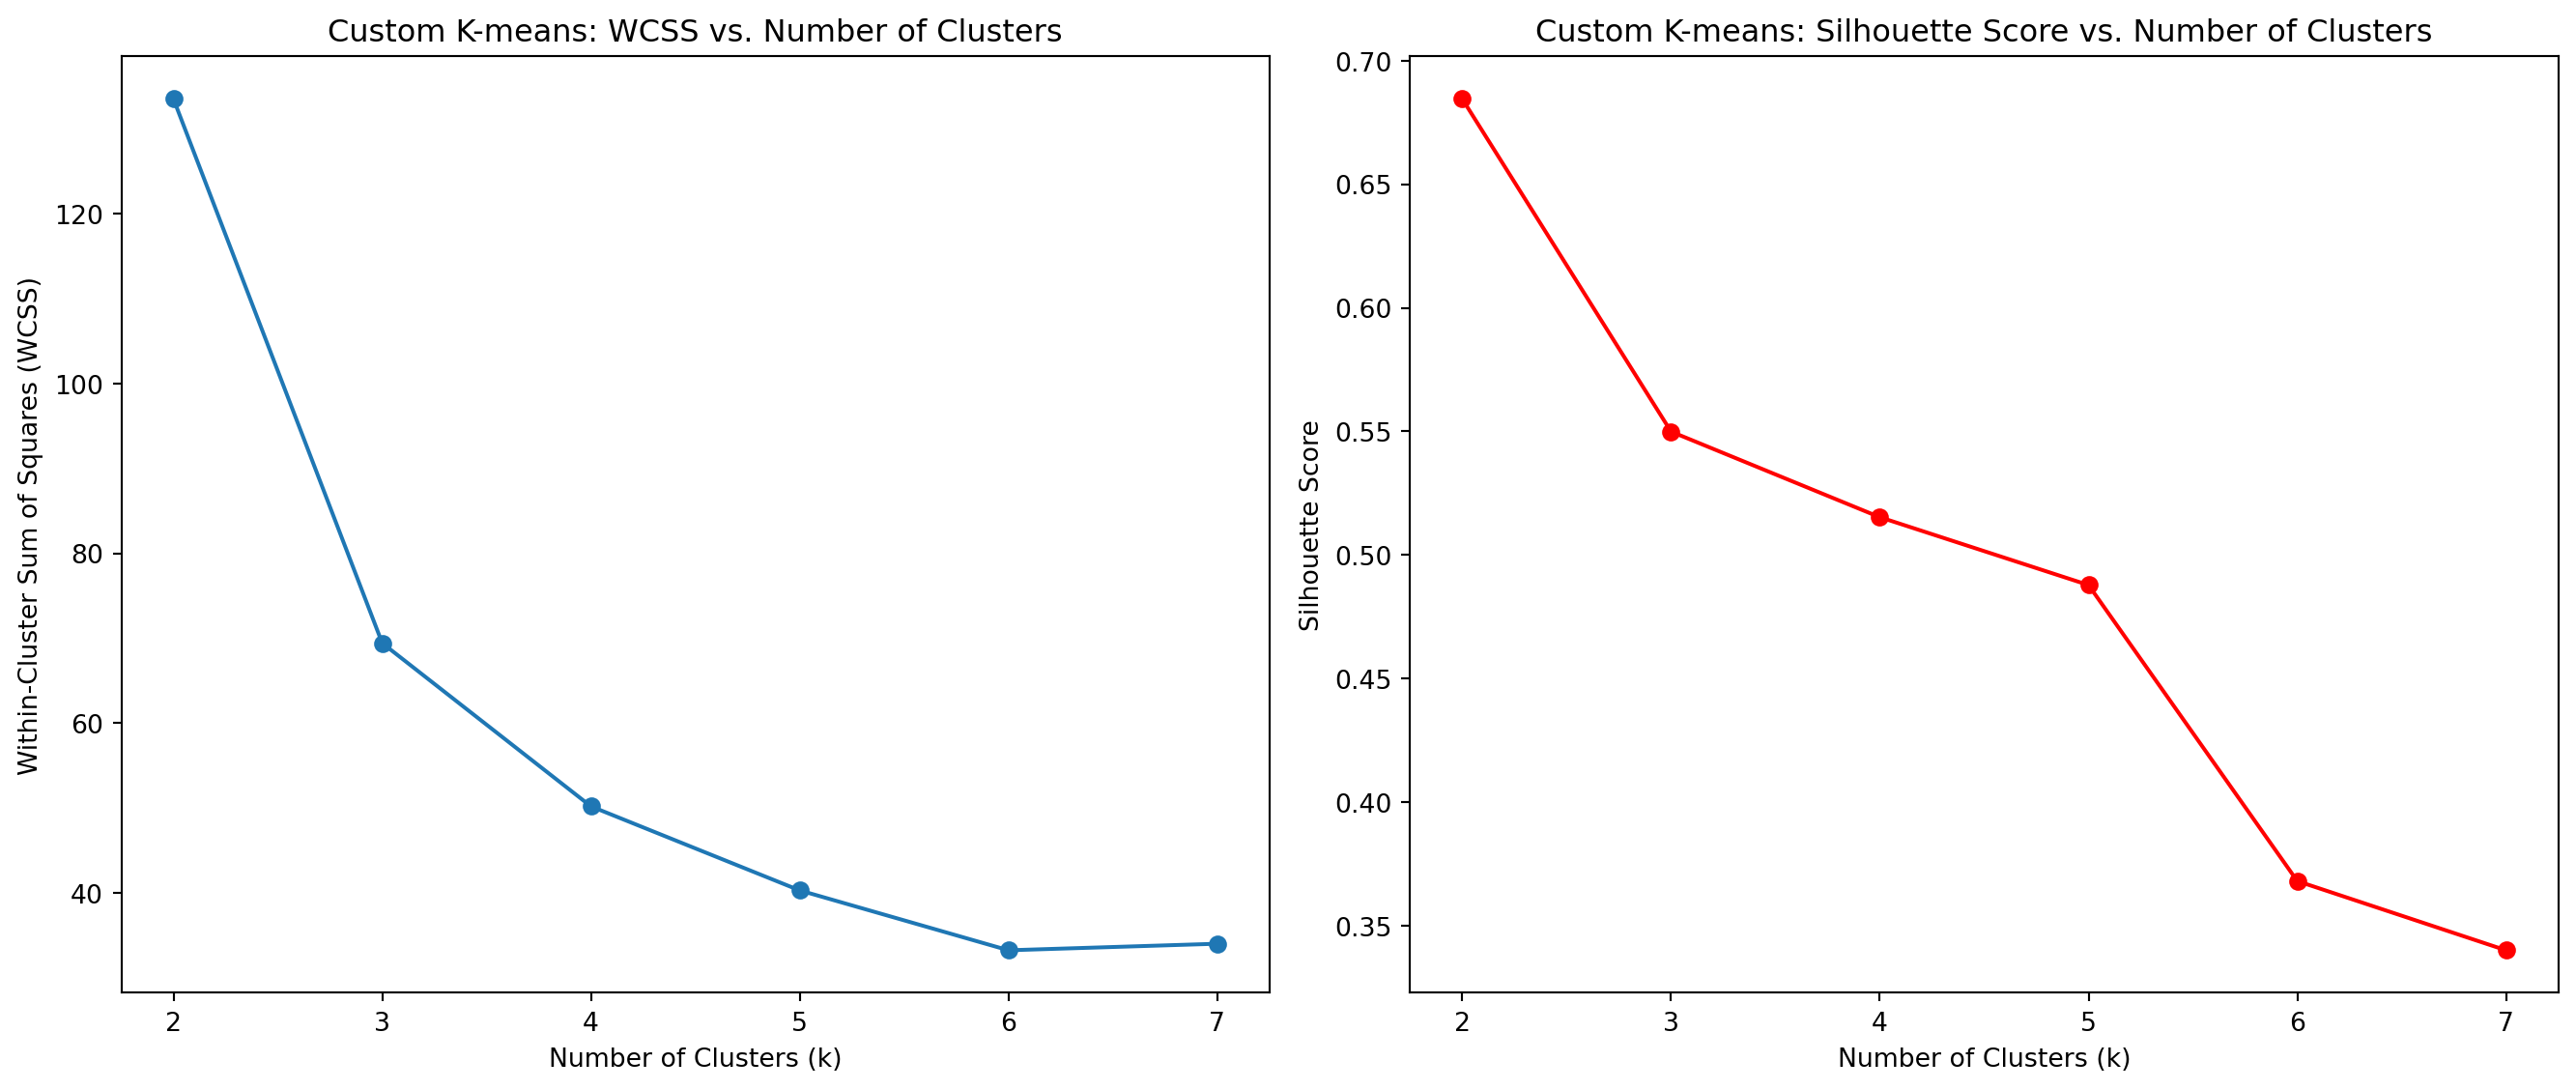 Custom K-means: WCSS vs. Number of Clusters
Within-Cluster Sum of Squares (WCSS)
120
100
80
60
40
2 3 4 5 6 7
Number of Clusters (k)
Custom K-means: Silhouette Score vs. Number of Clusters
Silhouette Score
0.70
0.65
0.60
0.55
0.50
0.45
0.40
0.35
2 3 4 5 6 7
Number of Clusters (k)